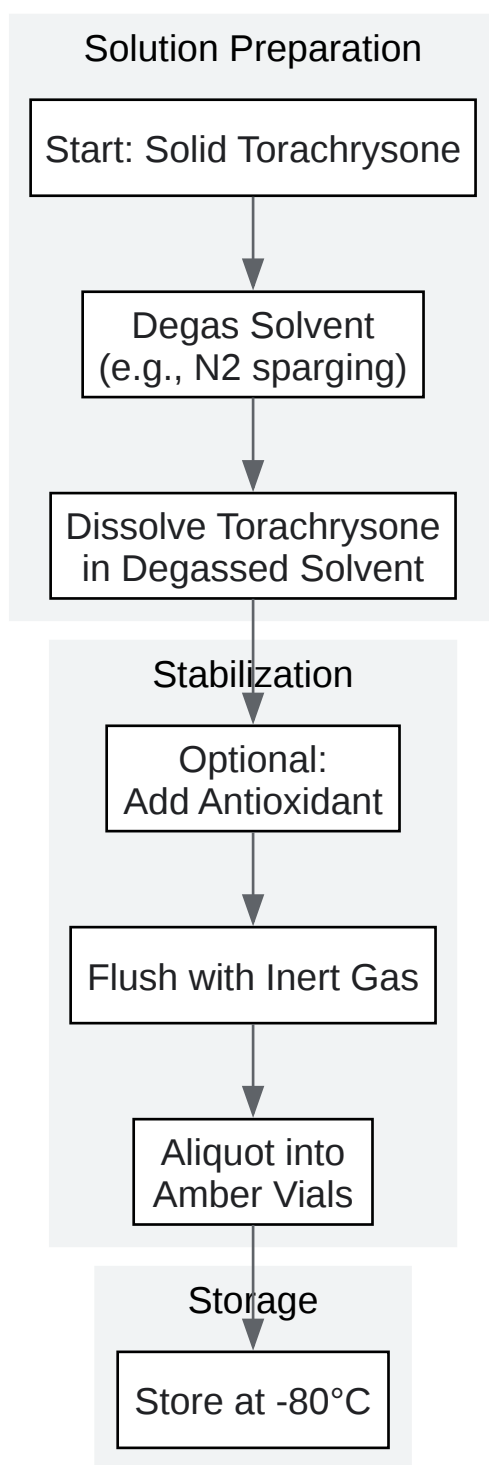 Solution Preparation
Start: Solid Torachrysone
Degas Solvent
(e.g., N2 sparging)
Dissolve Torachrysone
in Degassed Solvent
Stabilization
Optional:
Add Antioxidant
Flush with Inert Gas
Aliquot into
Amber Vials
Storage
Store at -80°C